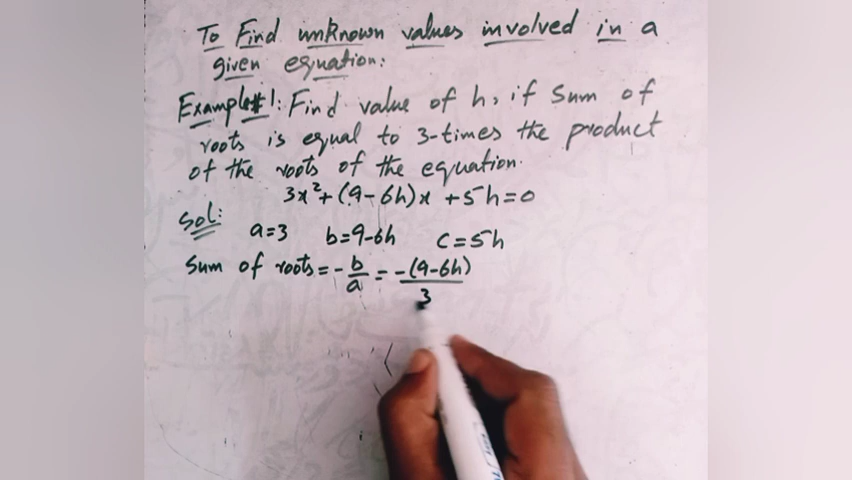 To Find unknown values involved in a
given equation:
Example#1: Find value of h, if Sum of
roots is equal to 3-times the product
of the roots of the equation.
3x²+(9-6h)x +5h=0
Sol:
a=3 b=9-6h c=5h
Sum of roots=-b/a=-(9-6h)/3